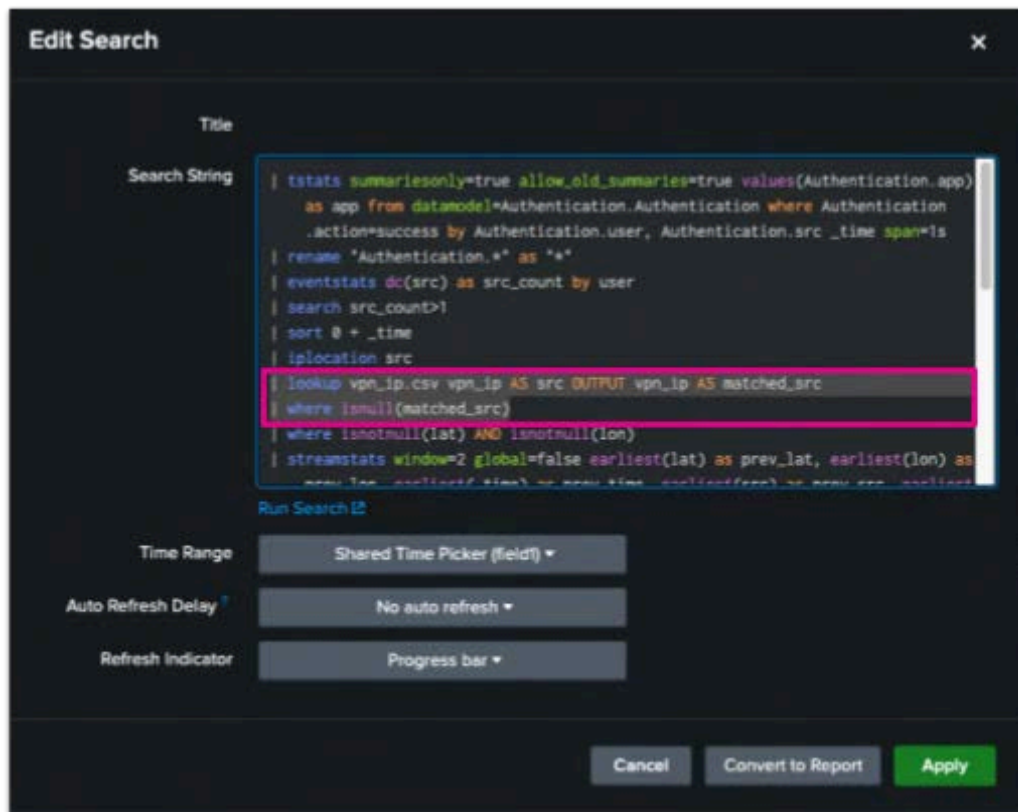 Edit Search
×
Title
Search String
| tstats summariesonly=true allow_old_summaries=true values(Authentication.app)
as app from datamodel=Authentication.Authentication where Authentication
.action=success by Authentication.user, Authentication.src _time span=1s
| rename "Authentication.*" as "*"
| eventstats dc(src) as src_count by user
| search src_count>1
| sort 0 + _time
| iplocation src
| lookup vpn_ip.csv vpn_ip AS src OUTPUT vpn_ip AS matched_src
| where isnull(matched_src)
| where isnotnull(lat) AND isnotnull(lon)
| streamstats window=2 global=false earliest(lat) as prev_lat, earliest(lon) as
Run Search
Time Range
Shared Time Picker (field1)
Auto Refresh Delay ?
No auto refresh
Refresh Indicator
Progress bar
Cancel
Convert to Report
Apply